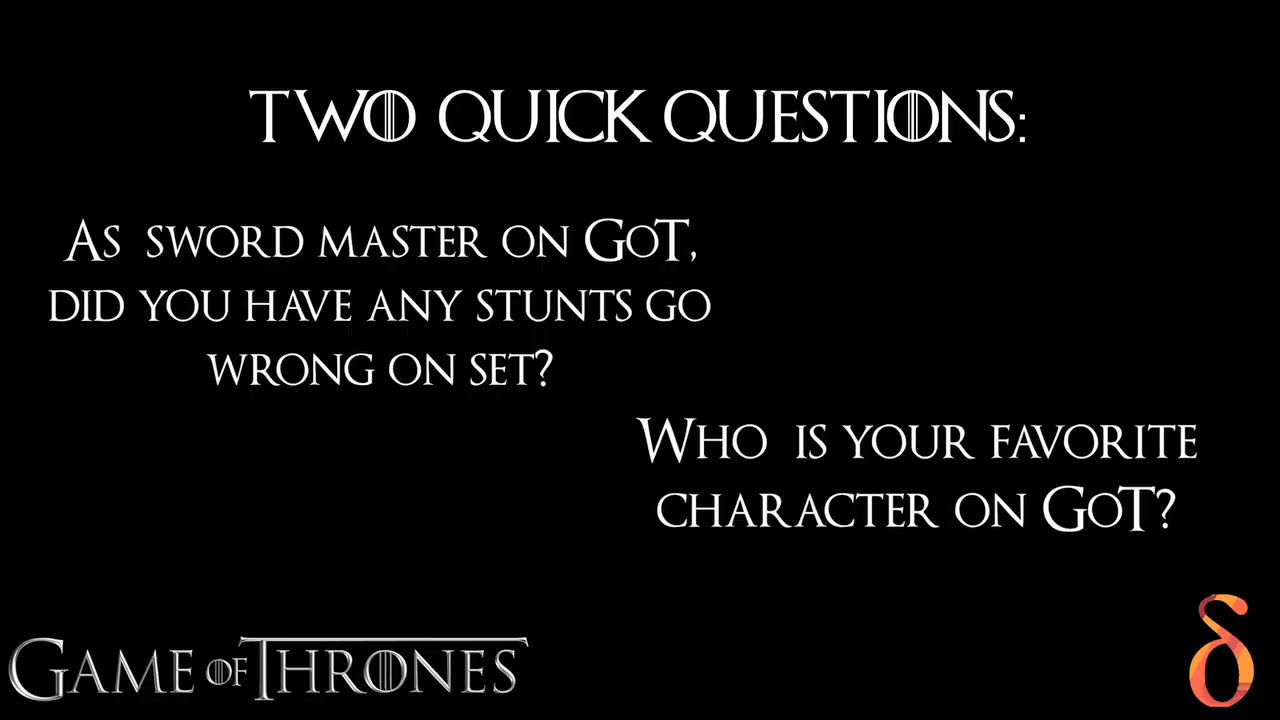 TWO QUICK QUESTIONS:
AS SWORD MASTER ON GOT,
DID YOU HAVE ANY STUNTS GO
WRONG ON SET?
WHO IS YOUR FAVORITE
CHARACTER ON GOT?
GAME OF THRONES
δ